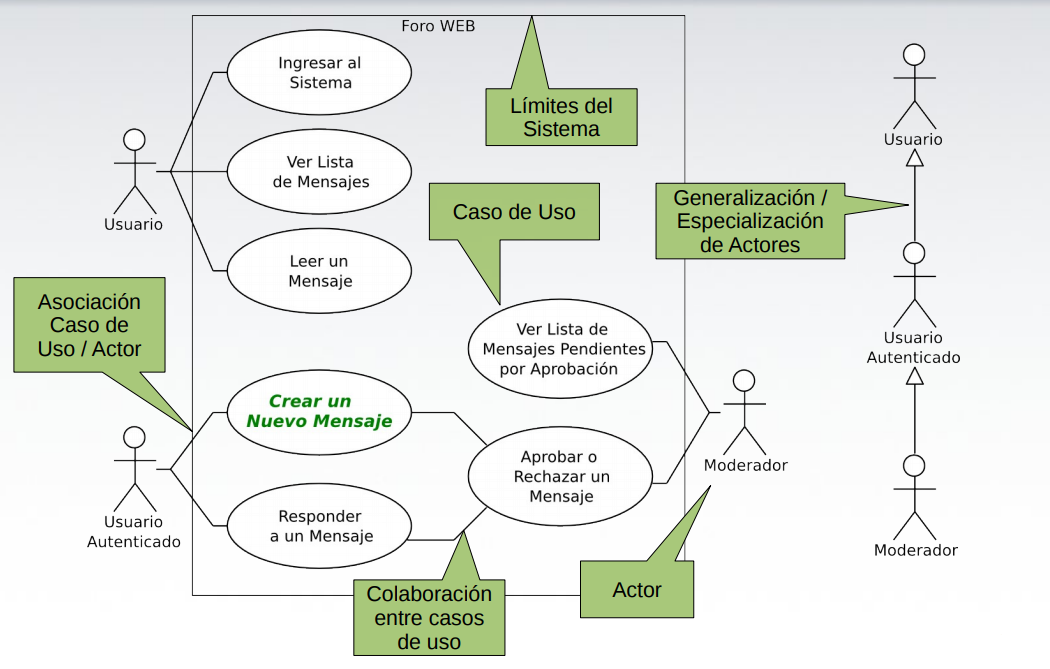 Foro WEB
Ingresar al
Sistema
Límites del
Sistema
Usuario
Ver Lista
de Mensajes
Usuario
Caso de Uso
Generalización /
Especialización
de Actores
Leer un
Mensaje
Asociación
Caso de
Uso / Actor
Ver Lista de
Mensajes Pendientes
por Aprobación
Usuario
Autenticado
Crear un
Nuevo Mensaje
Aprobar o
Rechazar un
Mensaje
Moderador
Usuario
Autenticado
Responder
a un Mensaje
Moderador
Colaboración
entre casos
de uso
Actor